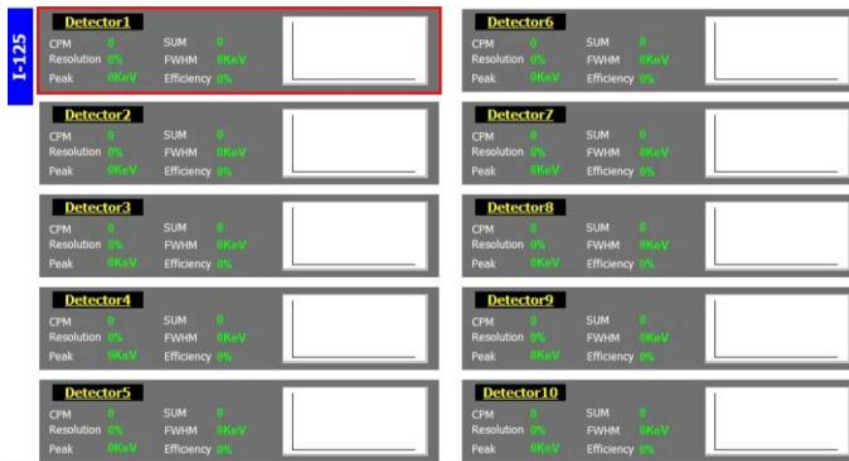 I-125
Detector1
CPM 0 SUM 0
Resolution 0% FWHM 0KeV
Peak 0KeV Efficiency 0%
Detector2
CPM 0 SUM 0
Resolution 0% FWHM 0KeV
Peak 0KeV Efficiency 0%
Detector3
CPM 0 SUM 0
Resolution 0% FWHM 0KeV
Peak 0KeV Efficiency 0%
Detector4
CPM 0 SUM 0
Resolution 0% FWHM 0KeV
Peak 0KeV Efficiency 0%
Detector5
CPM 0 SUM 0
Resolution 0% FWHM 0KeV
Peak 0KeV Efficiency 0%
Detector6
CPM 0 SUM 0
Resolution 0% FWHM 0KeV
Peak 0KeV Efficiency 0%
Detector7
CPM 0 SUM 0
Resolution 0% FWHM 0KeV
Peak 0KeV Efficiency 0%
Detector8
CPM 0 SUM 0
Resolution 0% FWHM 0KeV
Peak 0KeV Efficiency 0%
Detector9
CPM 0 SUM 0
Resolution 0% FWHM 0KeV
Peak 0KeV Efficiency 0%
Detector10
CPM 0 SUM 0
Resolution 0% FWHM 0KeV
Peak 0KeV Efficiency 0%